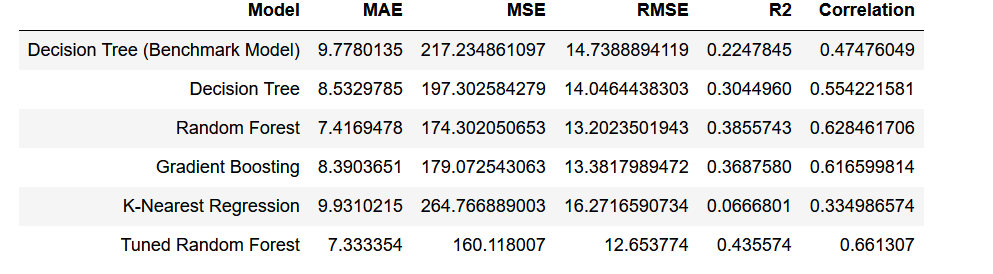 Model MAE MSE RMSE R2 Correlation
Decision Tree (Benchmark Model) 9.7780135 217.234861097 14.7388894119 0.2247845 0.47476049
Decision Tree 8.5329785 197.302584279 14.0464438303 0.3044960 0.554221581
Random Forest 7.4169478 174.302050653 13.2023501943 0.3855743 0.628461706
Gradient Boosting 8.3903651 179.072543063 13.3817989472 0.3687580 0.616599814
K-Nearest Regression 9.9310215 264.766889003 16.2716590734 0.0666801 0.334986574
Tuned Random Forest 7.333354 160.118007 12.653774 0.435574 0.661307